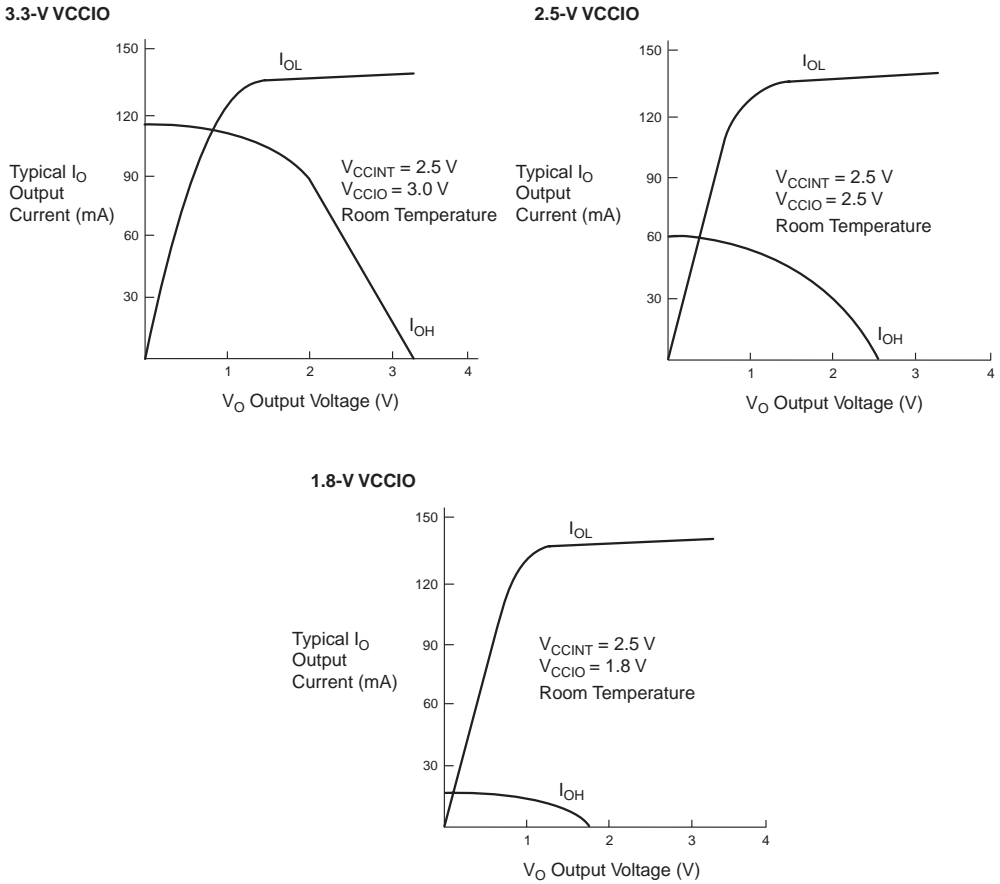 3.3-V VCCIO
150
120
90
60
30
Typical IO
Output
Current (mA)
IOL
VCCINT = 2.5 V
VCCIO = 3.0 V
Room Temperature
IOH
1 2 3 4
VO Output Voltage (V)
2.5-V VCCIO
150
120
90
60
30
Typical IO
Output
Current (mA)
IOL
VCCINT = 2.5 V
VCCIO = 2.5 V
Room Temperature
IOH
1 2 3 4
VO Output Voltage (V)
1.8-V VCCIO
150
120
90
60
30
Typical IO
Output
Current (mA)
IOL
VCCINT = 2.5 V
VCCIO = 1.8 V
Room Temperature
IOH
1 2 3 4
VO Output Voltage (V)